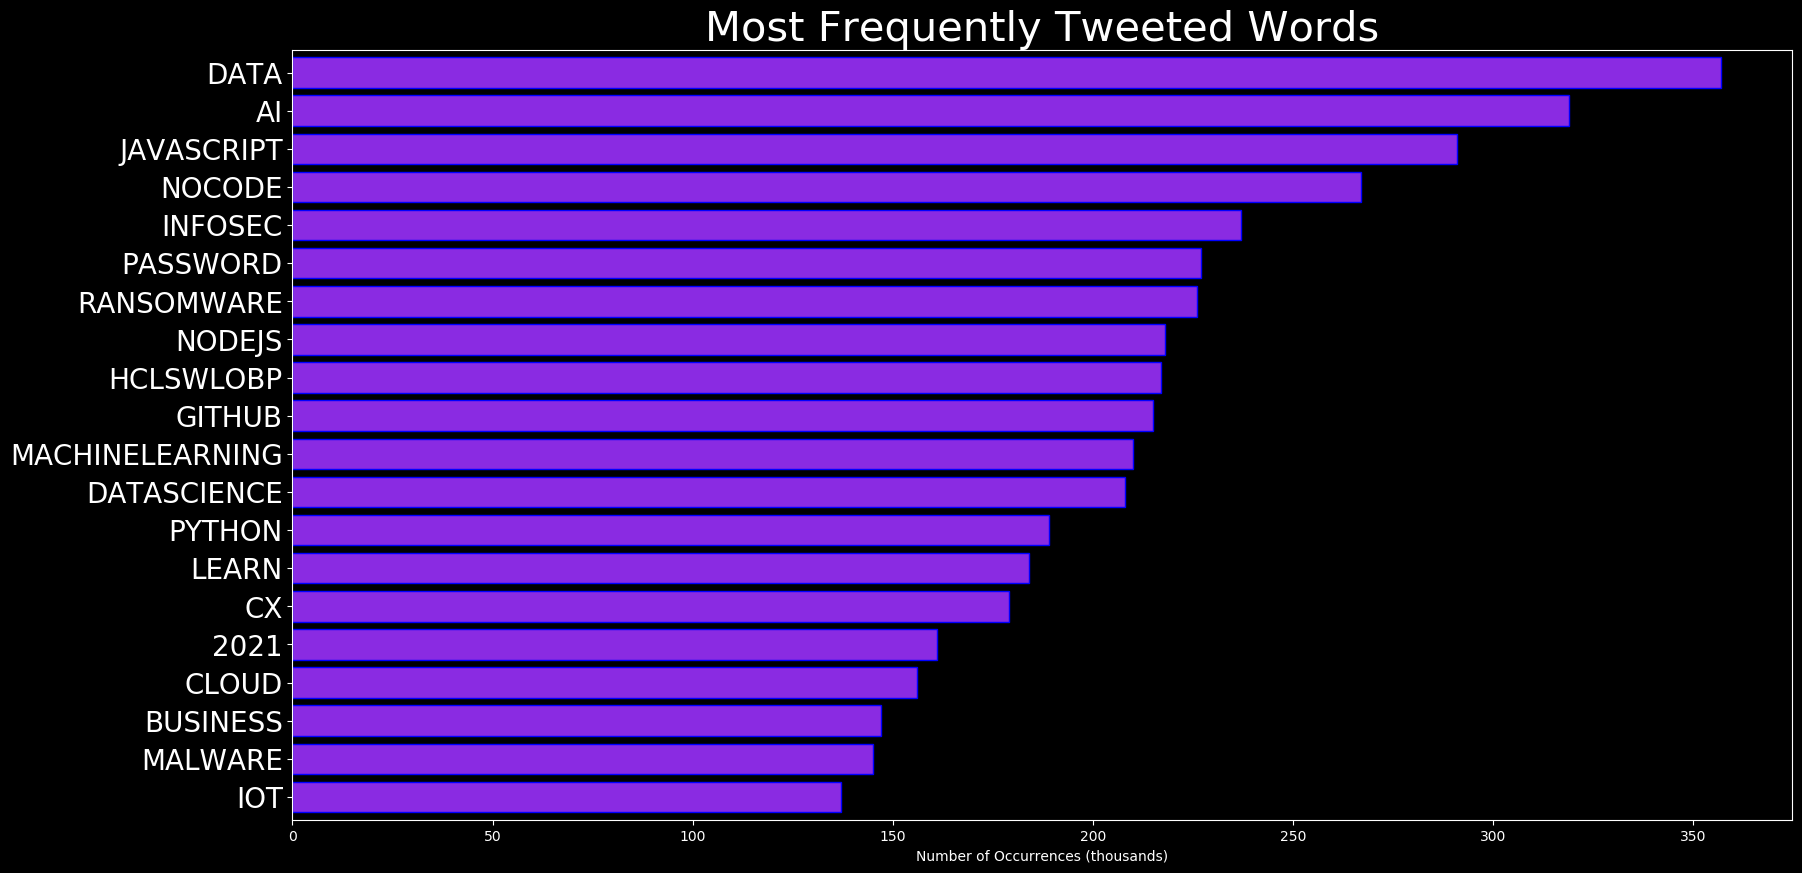 Most Frequently Tweeted Words
DATA
AI
JAVASCRIPT
NOCODE
INFOSEC
PASSWORD
RANSOMWARE
NODEJS
HCLSWLOBP
GITHUB
MACHINELEARNING
DATASCIENCE
PYTHON
LEARN
CX
2021
CLOUD
BUSINESS
MALWARE
IOT
0 50 100 150 200 250 300 350
Number of Occurrences (thousands)